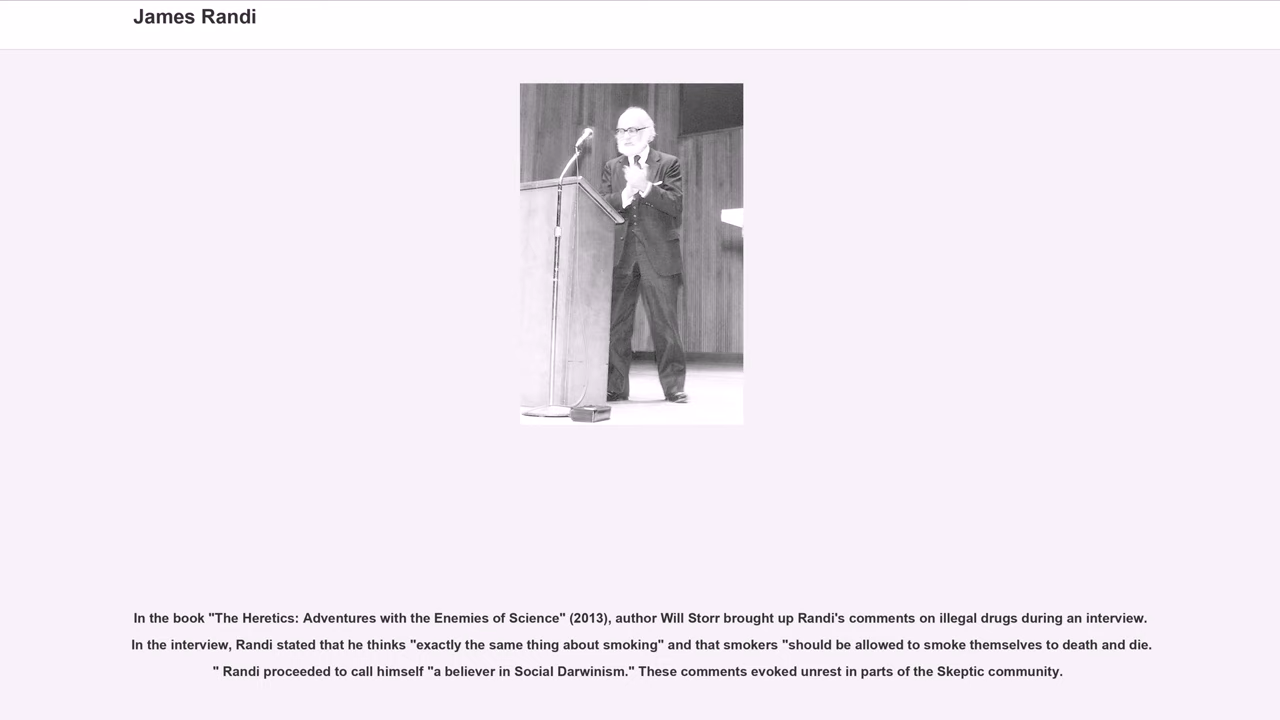 James Randi
In the book "The Heretics: Adventures with the Enemies of Science" (2013), author Will Storr brought up Randi's comments on illegal drugs during an interview.
In the interview, Randi stated that he thinks "exactly the same thing about smoking" and that smokers "should be allowed to smoke themselves to death and die.
" Randi proceeded to call himself "a believer in Social Darwinism." These comments evoked unrest in parts of the Skeptic community.